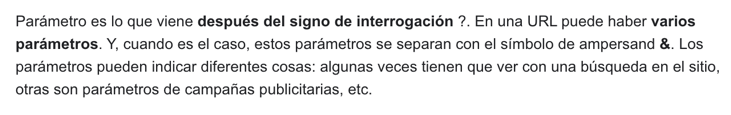 Parámetro es lo que viene después del signo de interrogación ?. En una URL puede haber varios
parámetros. Y, cuando es el caso, estos parámetros se separan con el símbolo de ampersand &. Los
parámetros pueden indicar diferentes cosas: algunas veces tienen que ver con una búsqueda en el sitio,
otras son parámetros de campañas publicitarias, etc.